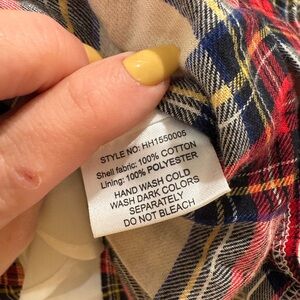 STYLE NO: HH1550005
Shell fabric: 100% COTTON
Lining: 100% POLYESTER
HAND WASH COLD
WASH DARK COLORS
SEPARATELY
DO NOT BLEACH